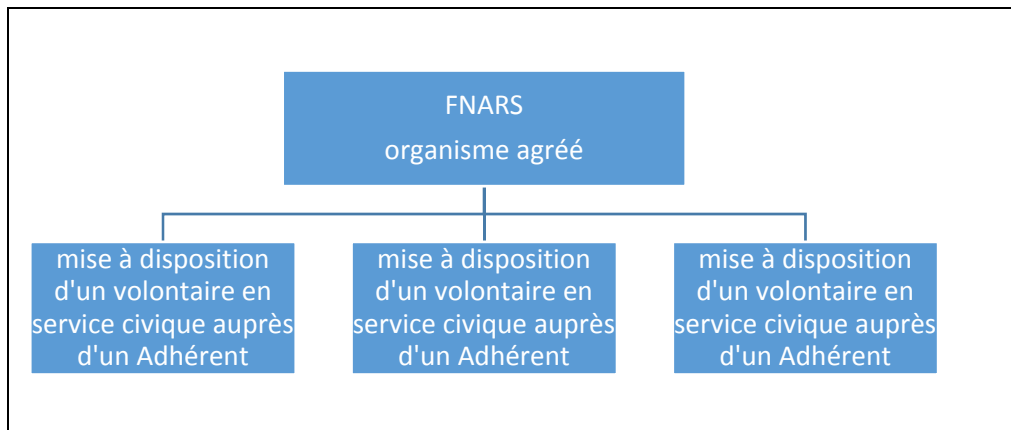 FNARS
organisme agréé
mise à disposition
d'un volontaire en
service civique auprès
d'un Adhérent
mise à disposition
d'un volontaire en
service civique auprès
d'un Adhérent
mise à disposition
d'un volontaire en
service civique auprès
d'un Adhérent